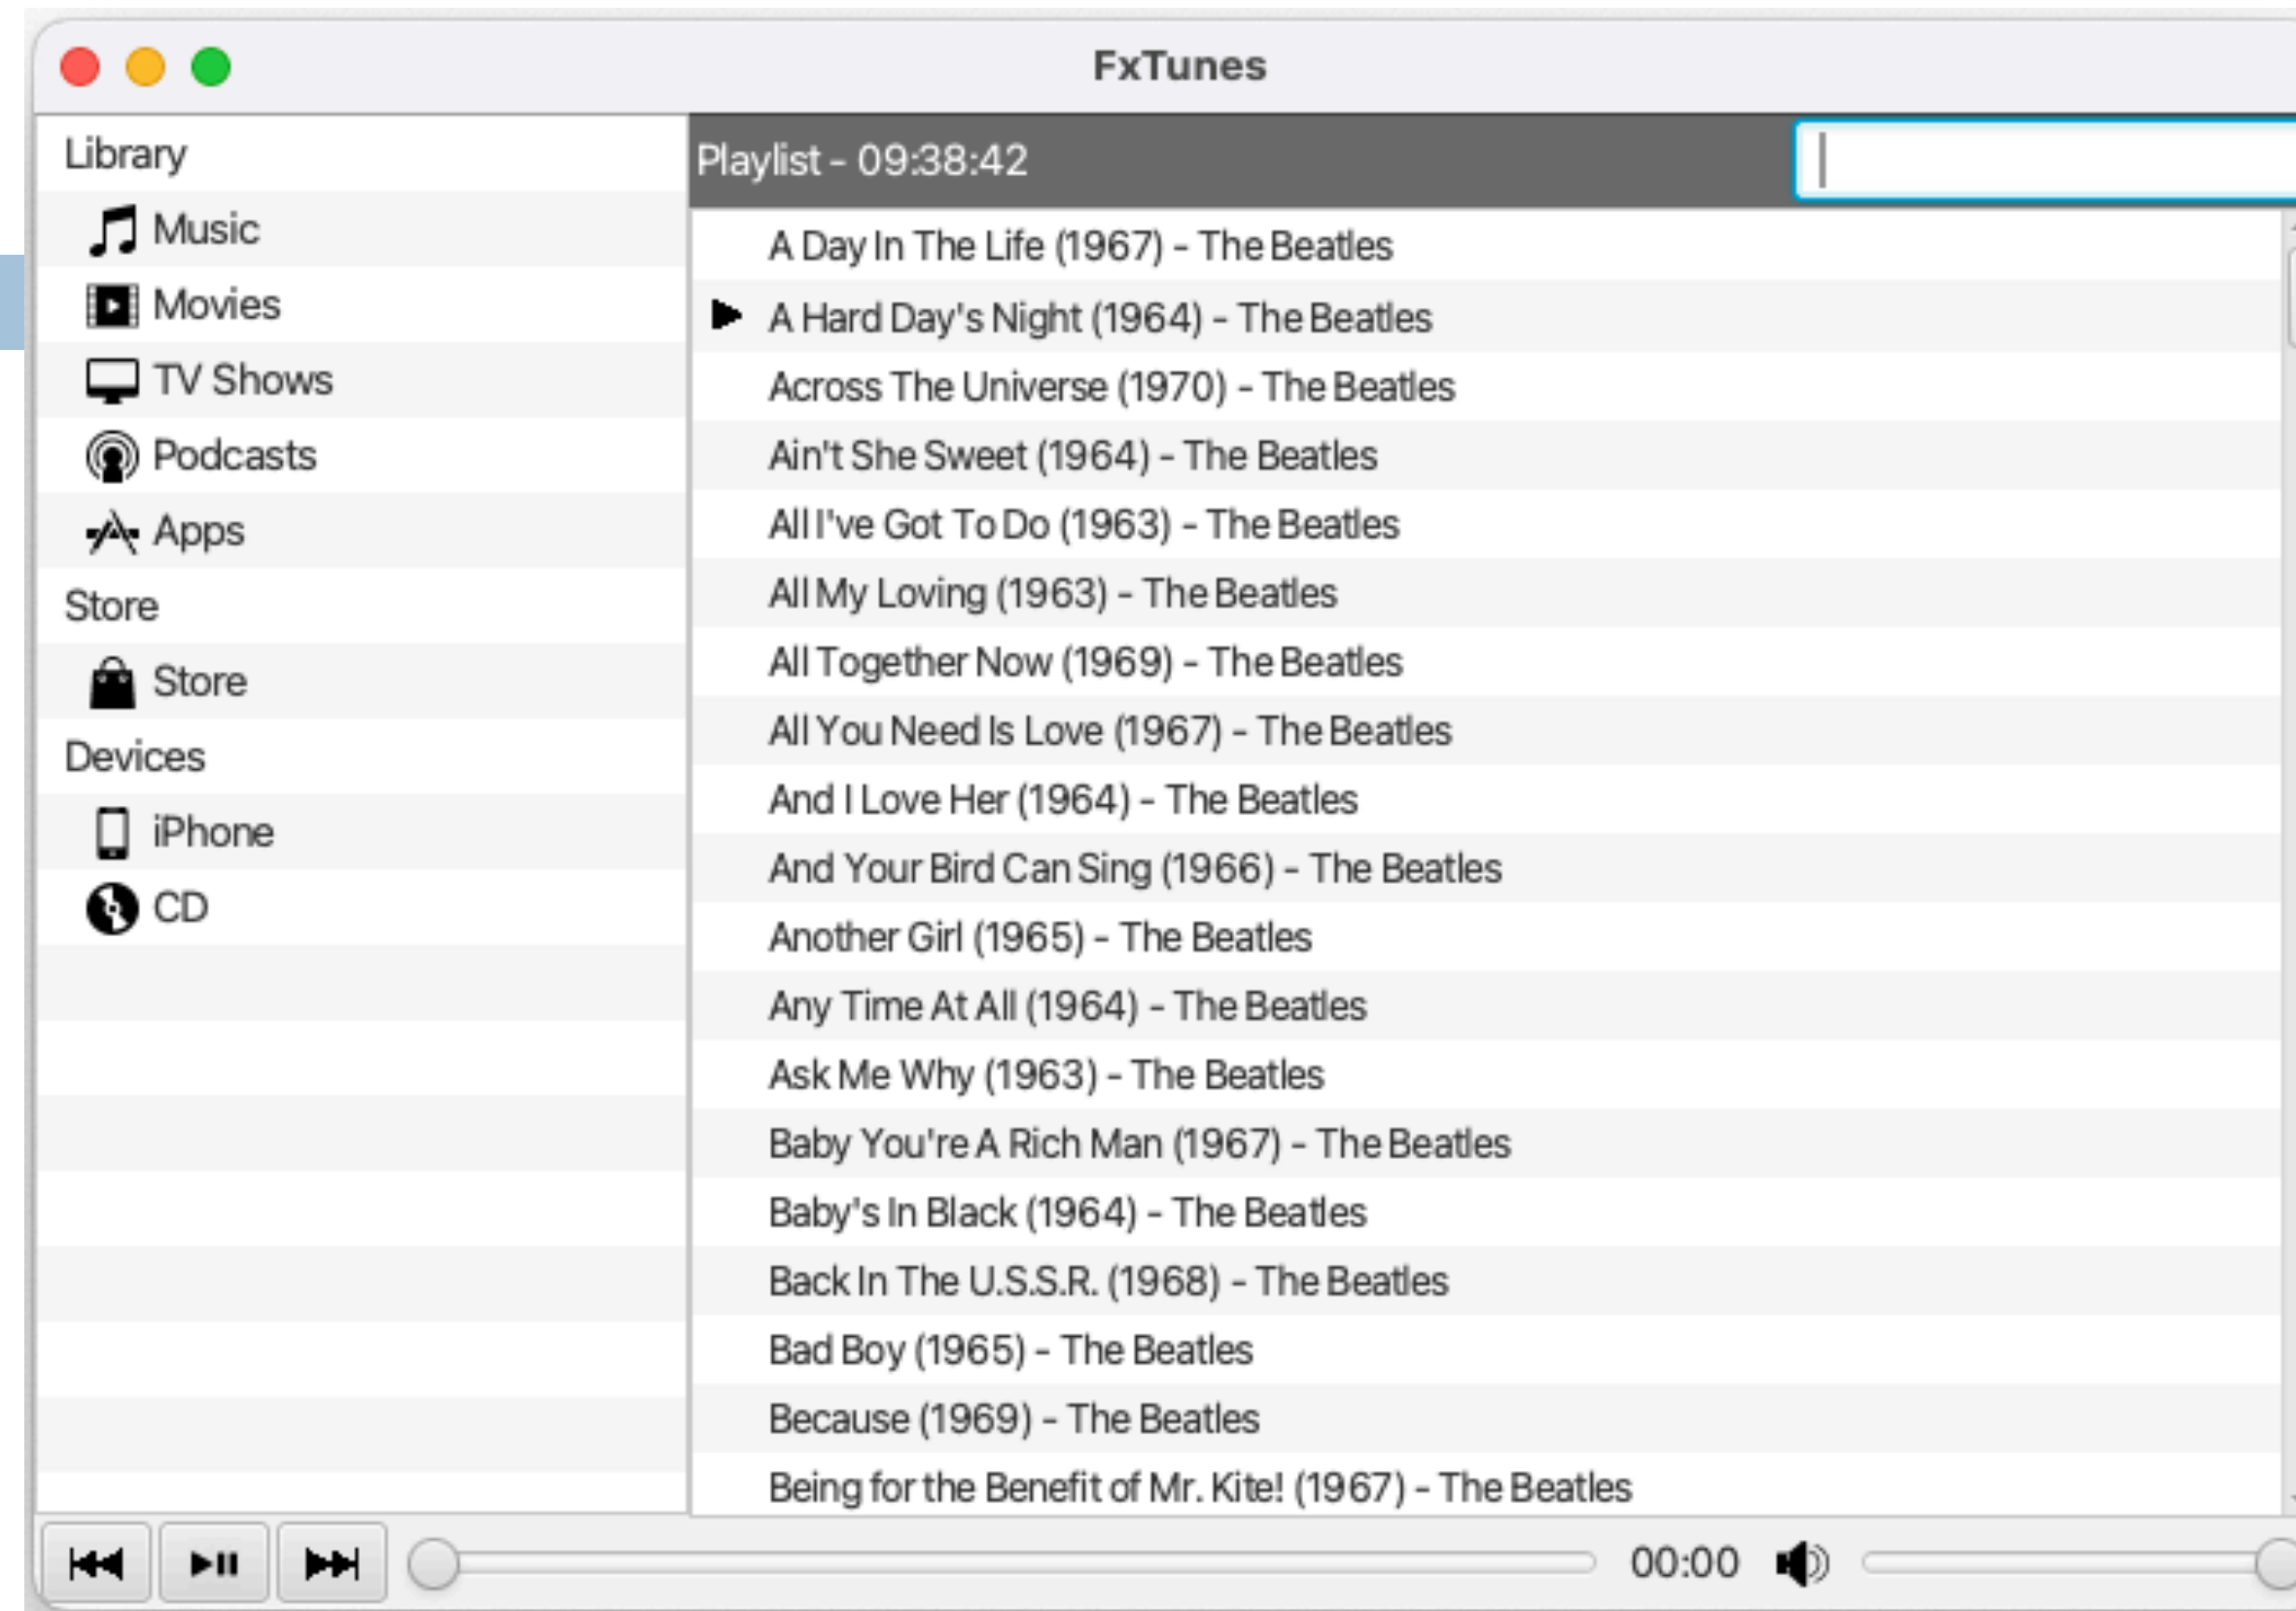 FxTunes
Library
Music
Movies
TV Shows
Podcasts
Apps
Store
Store
Devices
iPhone
CD
Playlist - 09:38:42
A Day In The Life (1967) - The Beatles
A Hard Day's Night (1964) - The Beatles
Across The Universe (1970) - The Beatles
Ain't She Sweet (1964) - The Beatles
All I've Got To Do (1963) - The Beatles
All My Loving (1963) - The Beatles
All Together Now (1969) - The Beatles
All You Need Is Love (1967) - The Beatles
And I Love Her (1964) - The Beatles
And Your Bird Can Sing (1966) - The Beatles
Another Girl (1965) - The Beatles
Any Time At All (1964) - The Beatles
Ask Me Why (1963) - The Beatles
Baby You're A Rich Man (1967) - The Beatles
Baby's In Black (1964) - The Beatles
Back In The U.S.S.R. (1968) - The Beatles
Bad Boy (1965) - The Beatles
Because (1969) - The Beatles
Being for the Benefit of Mr. Kite! (1967) - The Beatles
00:00